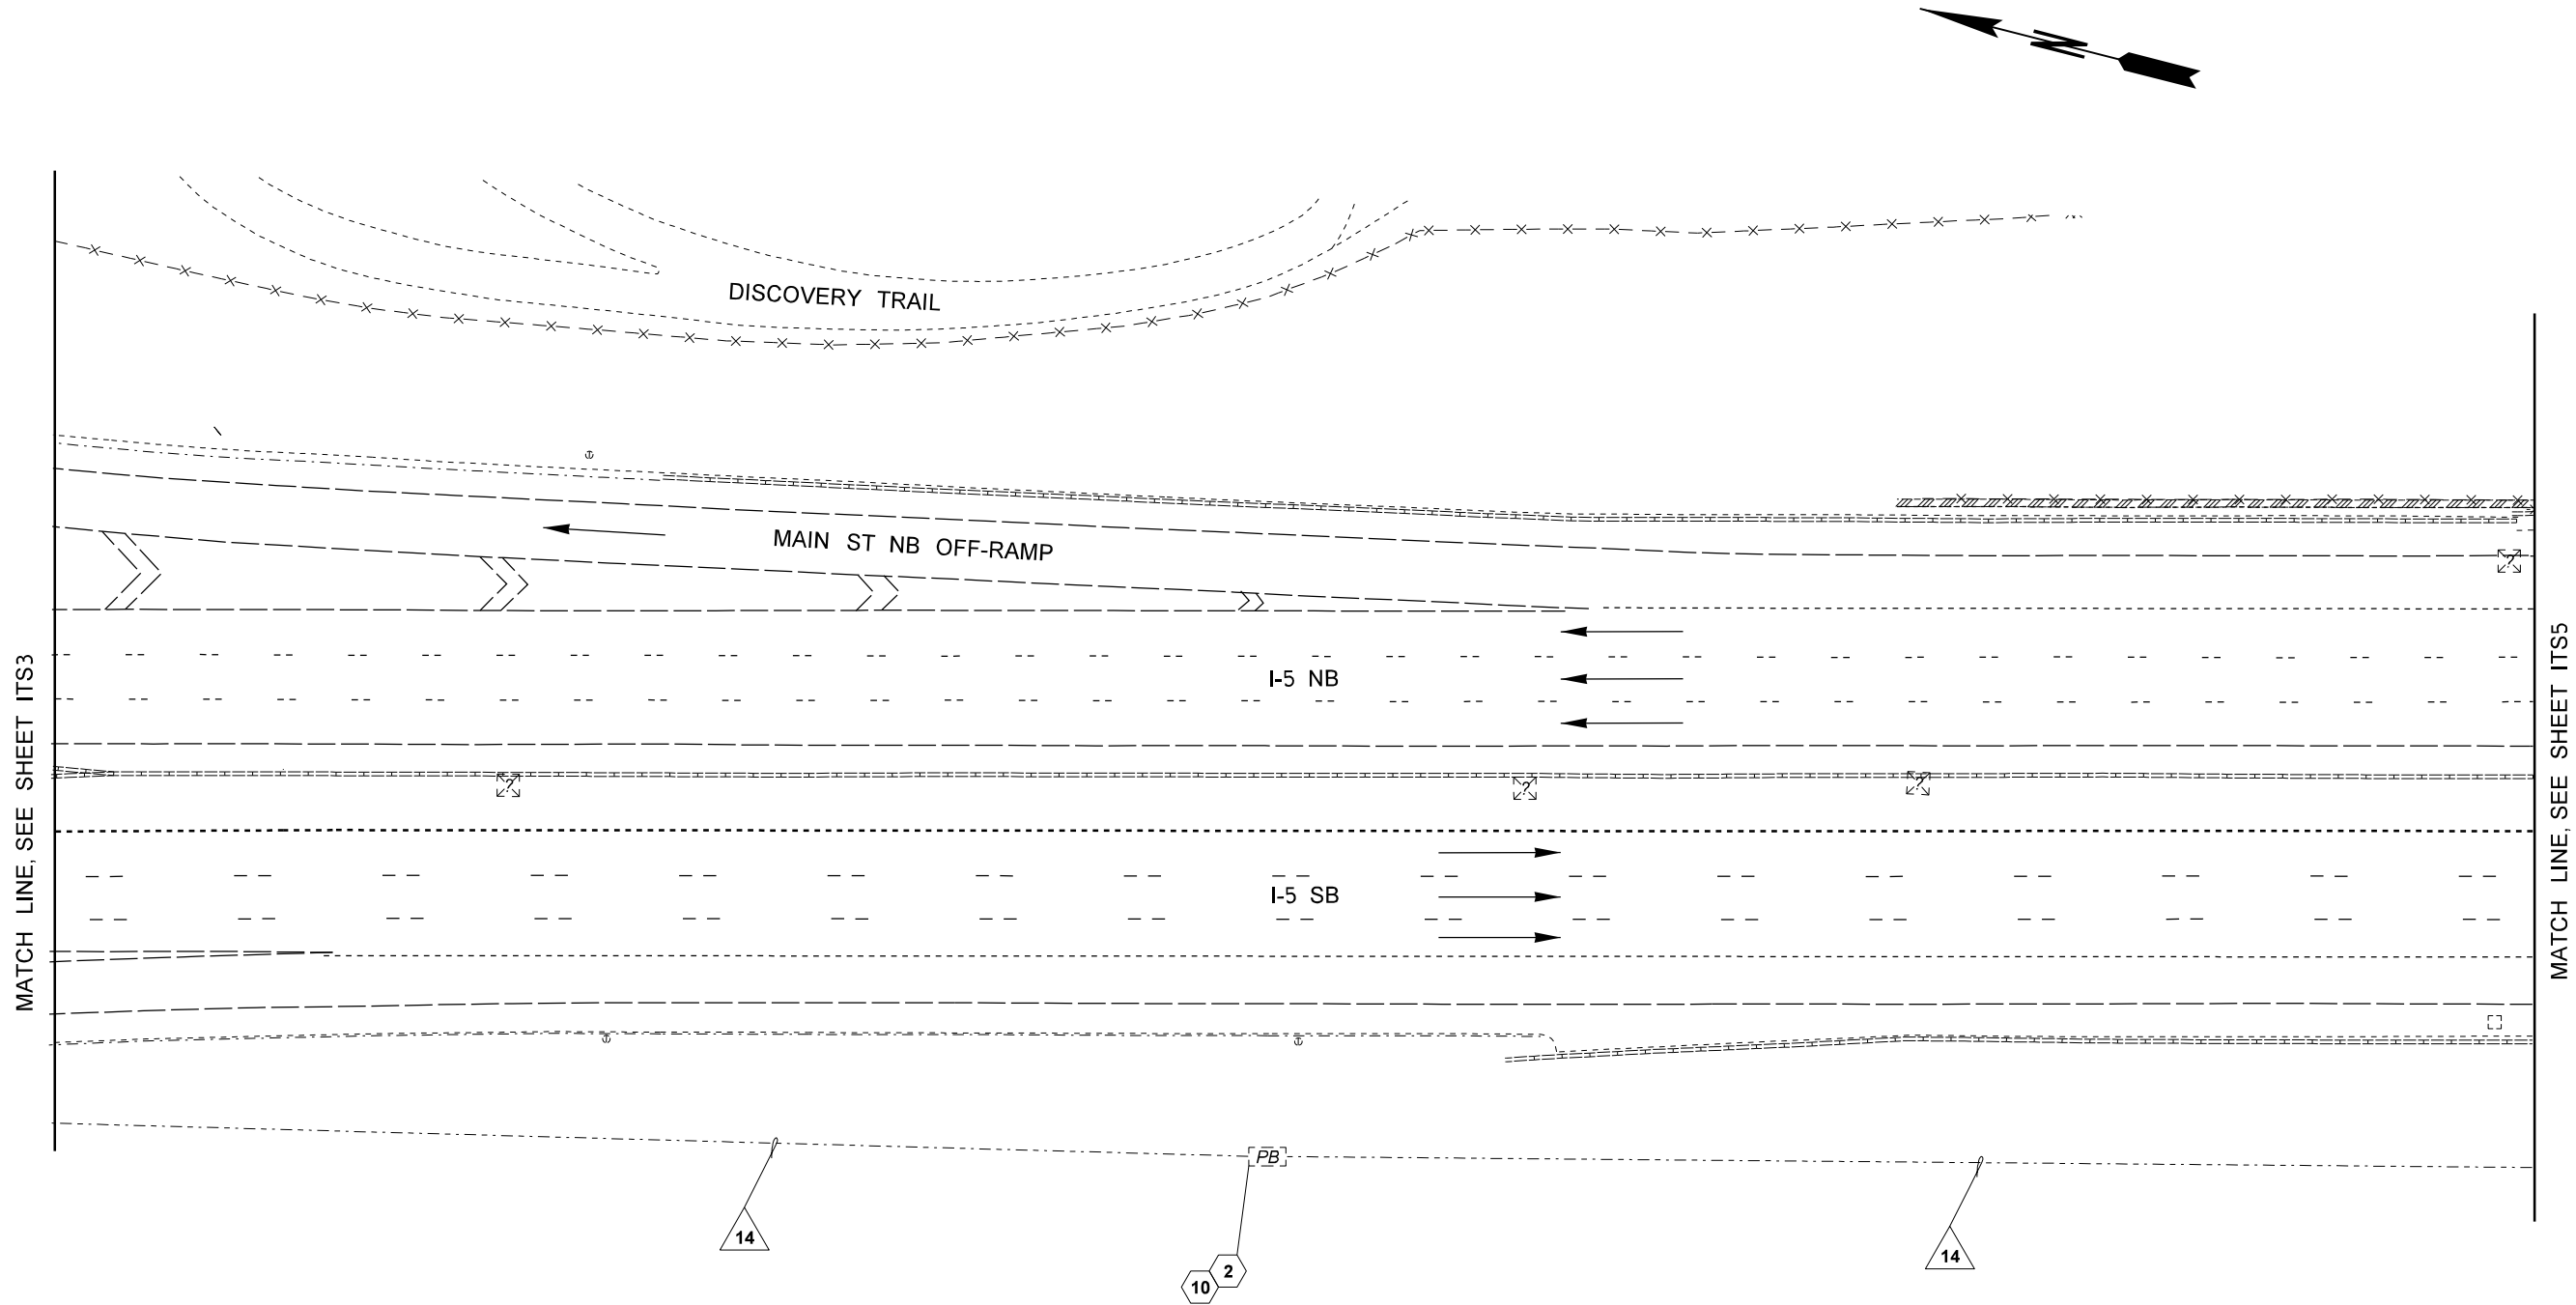 N
DISCOVERY TRAIL
MAIN ST NB OFF-RAMP
?
I-5 NB
? ? ?
I-5 SB
MATCH LINE, SEE SHEET ITS3
MATCH LINE, SEE SHEET ITS5
PB
14
14
2
10